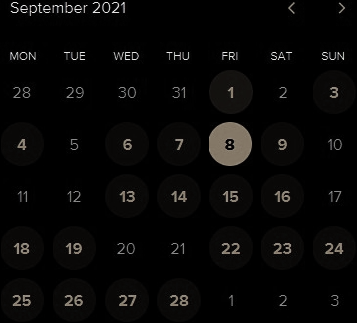 September 2021
MON TUE WED THU FRI SAT SUN
28 29 30 31 1 2 3
4 5 6 7 8 9 10
11 12 13 14 15 16 17
18 19 20 21 22 23 24
25 26 27 28 1 2 3